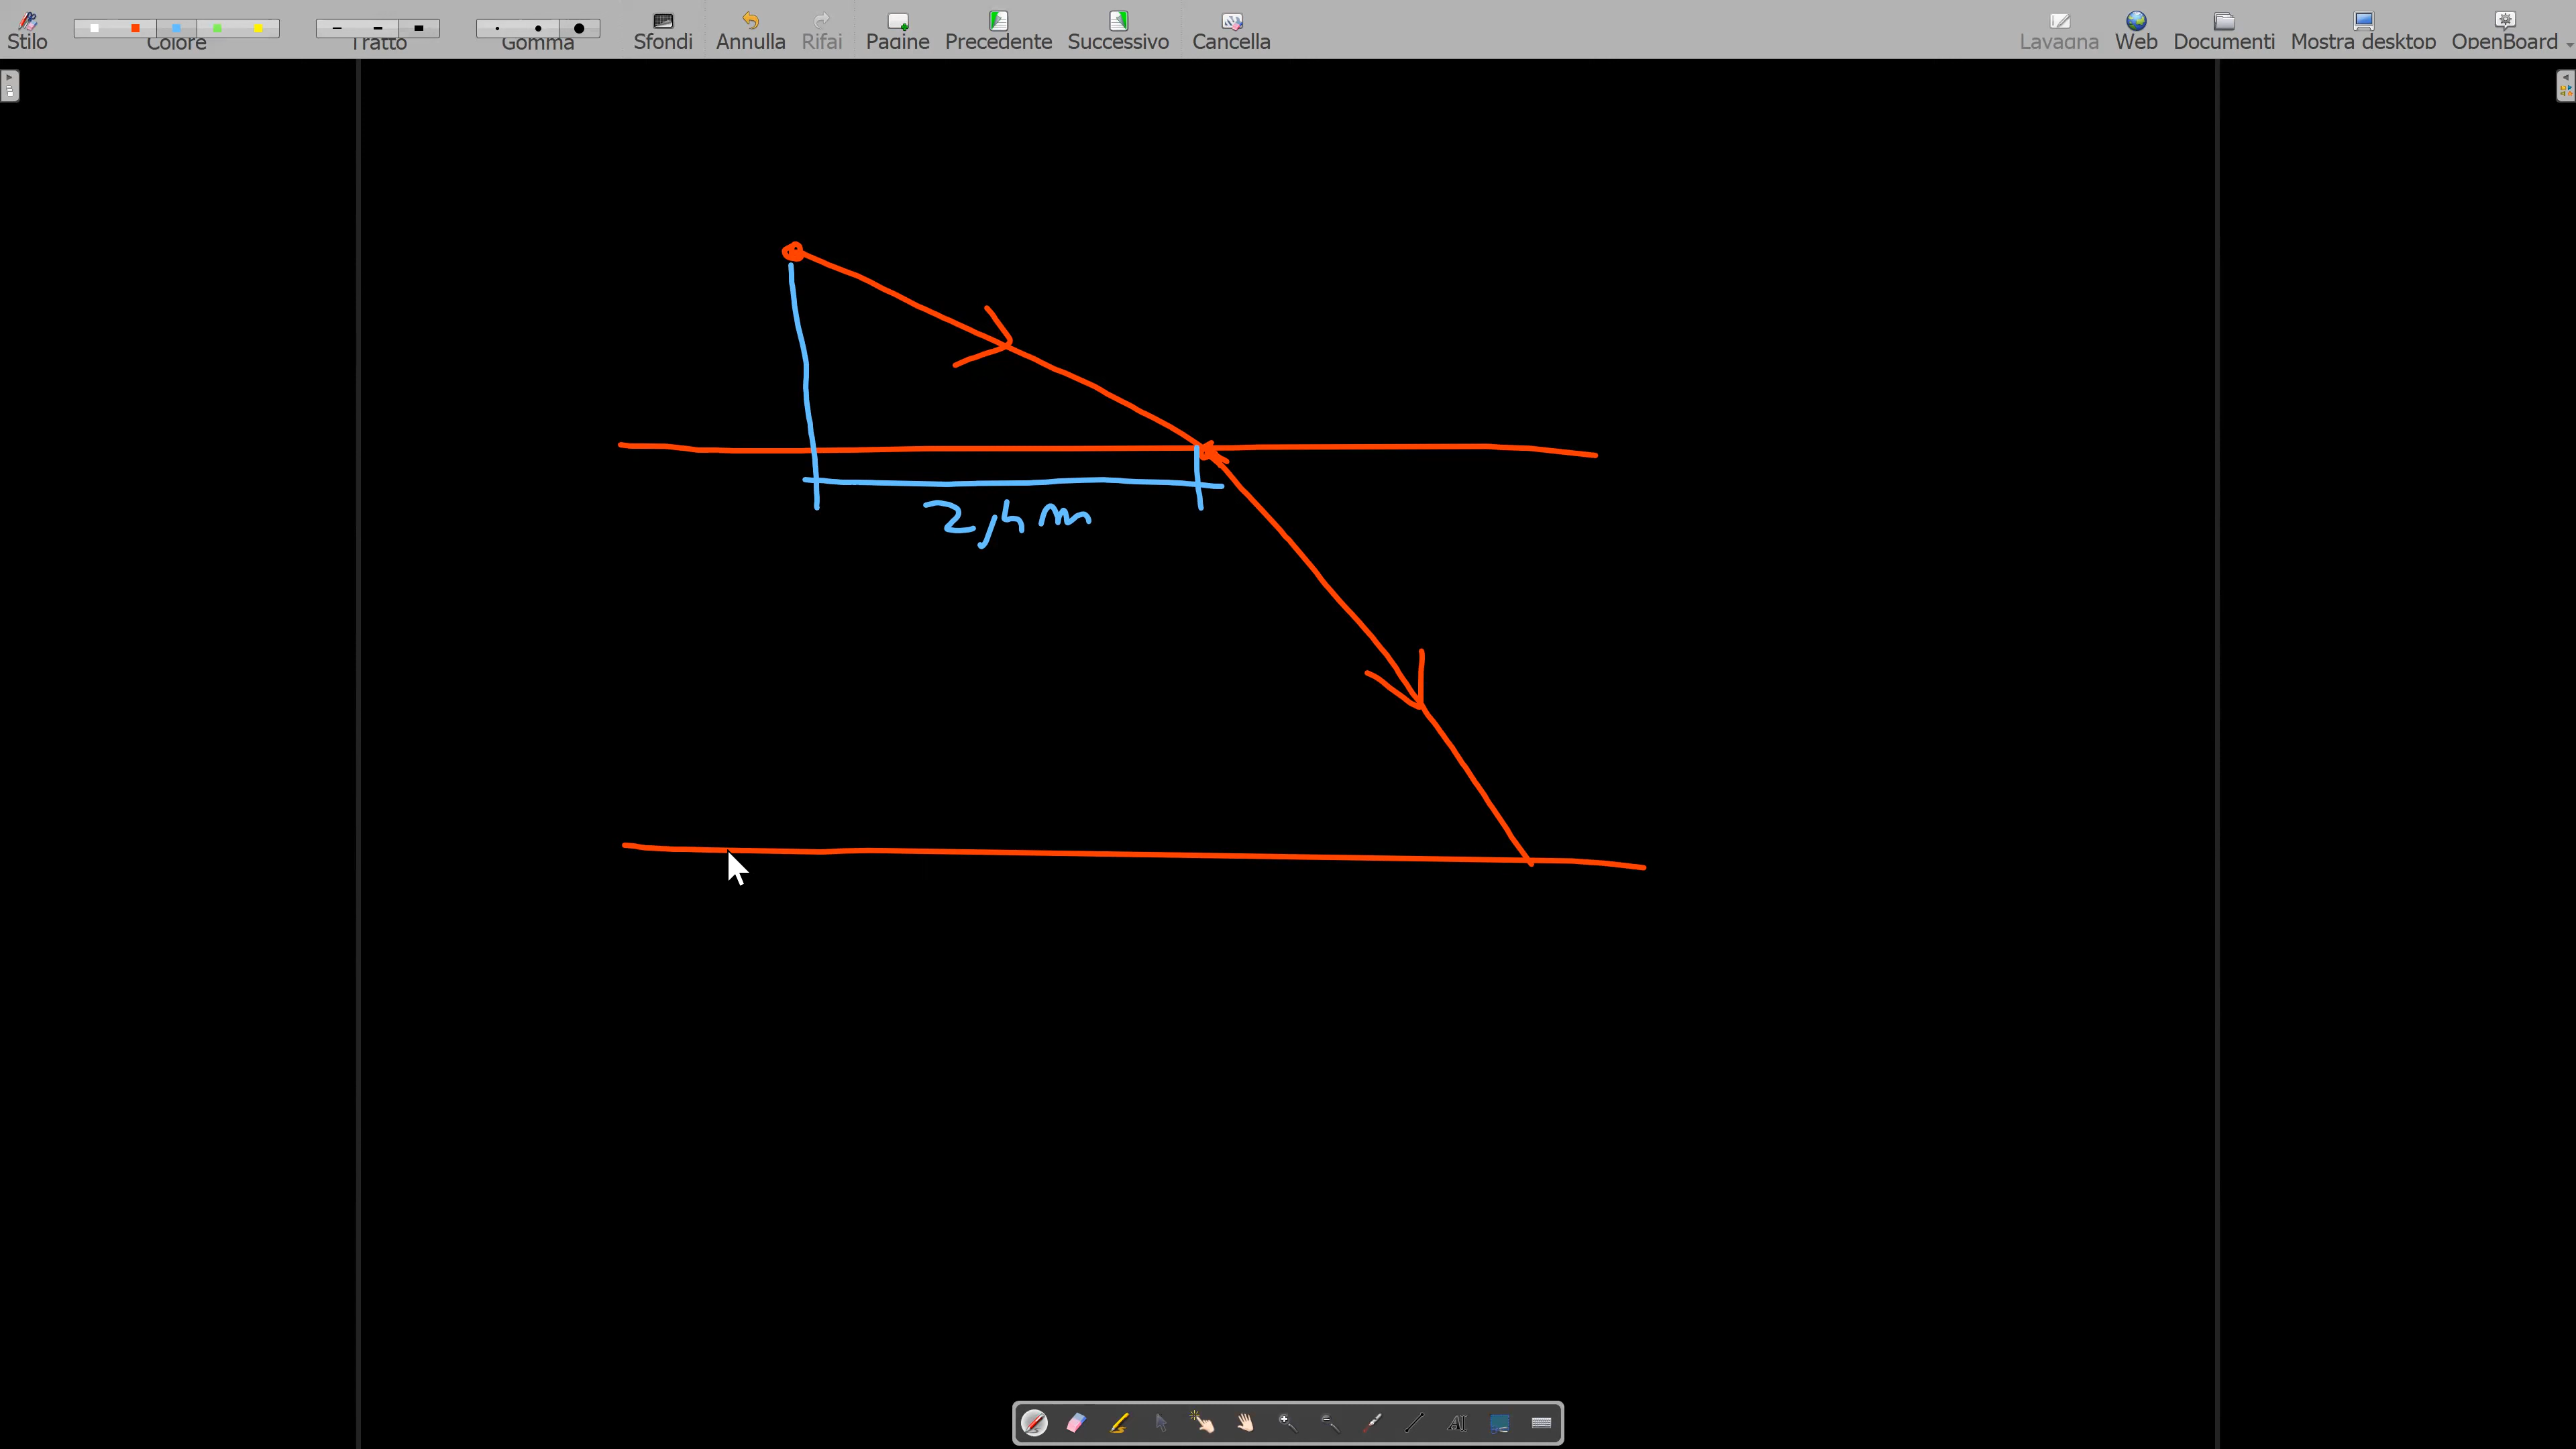 Stilo Colore Tratto Gomma Sfondi Annulla Rifai Pagine Precedente Successivo Cancella Lavagna Web Documenti Mostra desktop OpenBoard
2,4 m
AI